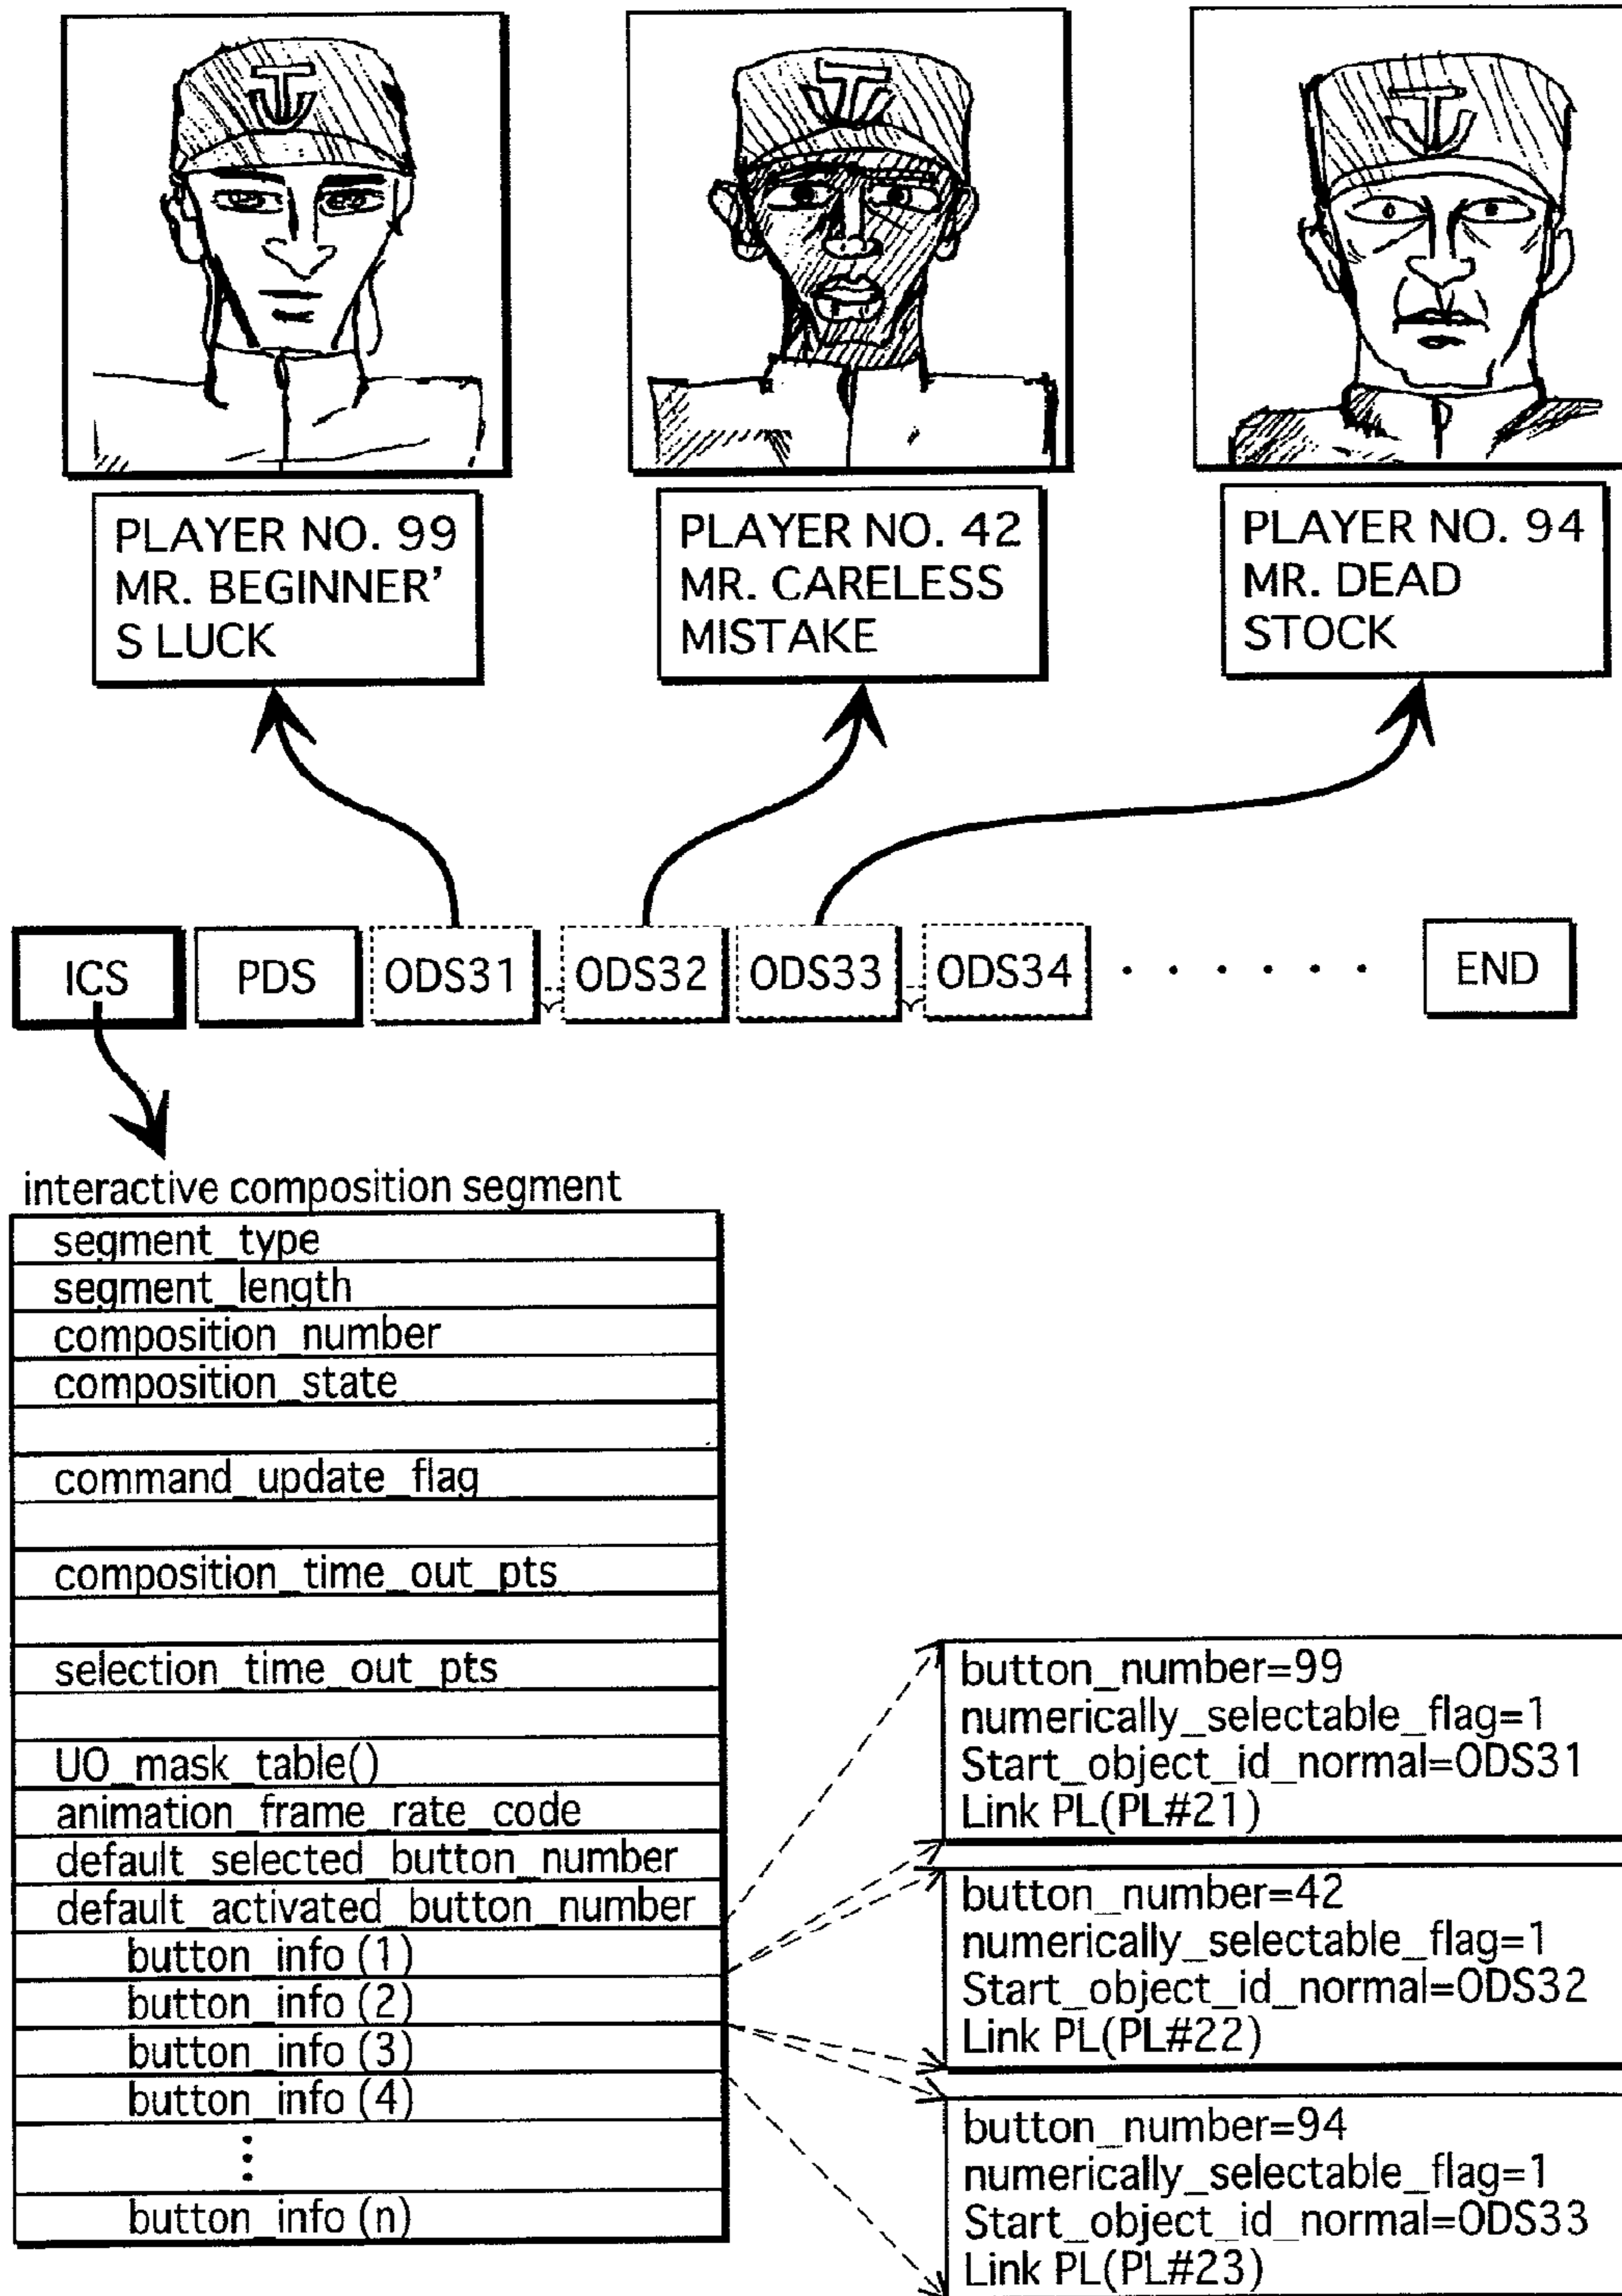 PLAYER NO. 99
MR. BEGINNER'
S LUCK
PLAYER NO. 42
MR. CARELESS
MISTAKE
PLAYER NO. 94
MR. DEAD
STOCK
ICS PDS ODS31 ODS32 ODS33 ODS34 . . . . . . . END
interactive composition segment
segment_type
segment_length
composition_number
composition_state
command_update_flag
composition_time_out_pts
selection_time_out_pts
UO_mask_table()
animation_frame_rate_code
default_selected_button_number
default_activated_button_number
button_info (1)
button_info (2)
button_info (3)
button_info (4)
button_info (n)
button_number=99
numerically_selectable_flag=1
Start_object_id_normal=ODS31
Link PL(PL#21)
button_number=42
numerically_selectable_flag=1
Start_object_id_normal=ODS32
Link PL(PL#22)
button_number=94
numerically_selectable_flag=1
Start_object_id_normal=ODS33
Link PL(PL#23)